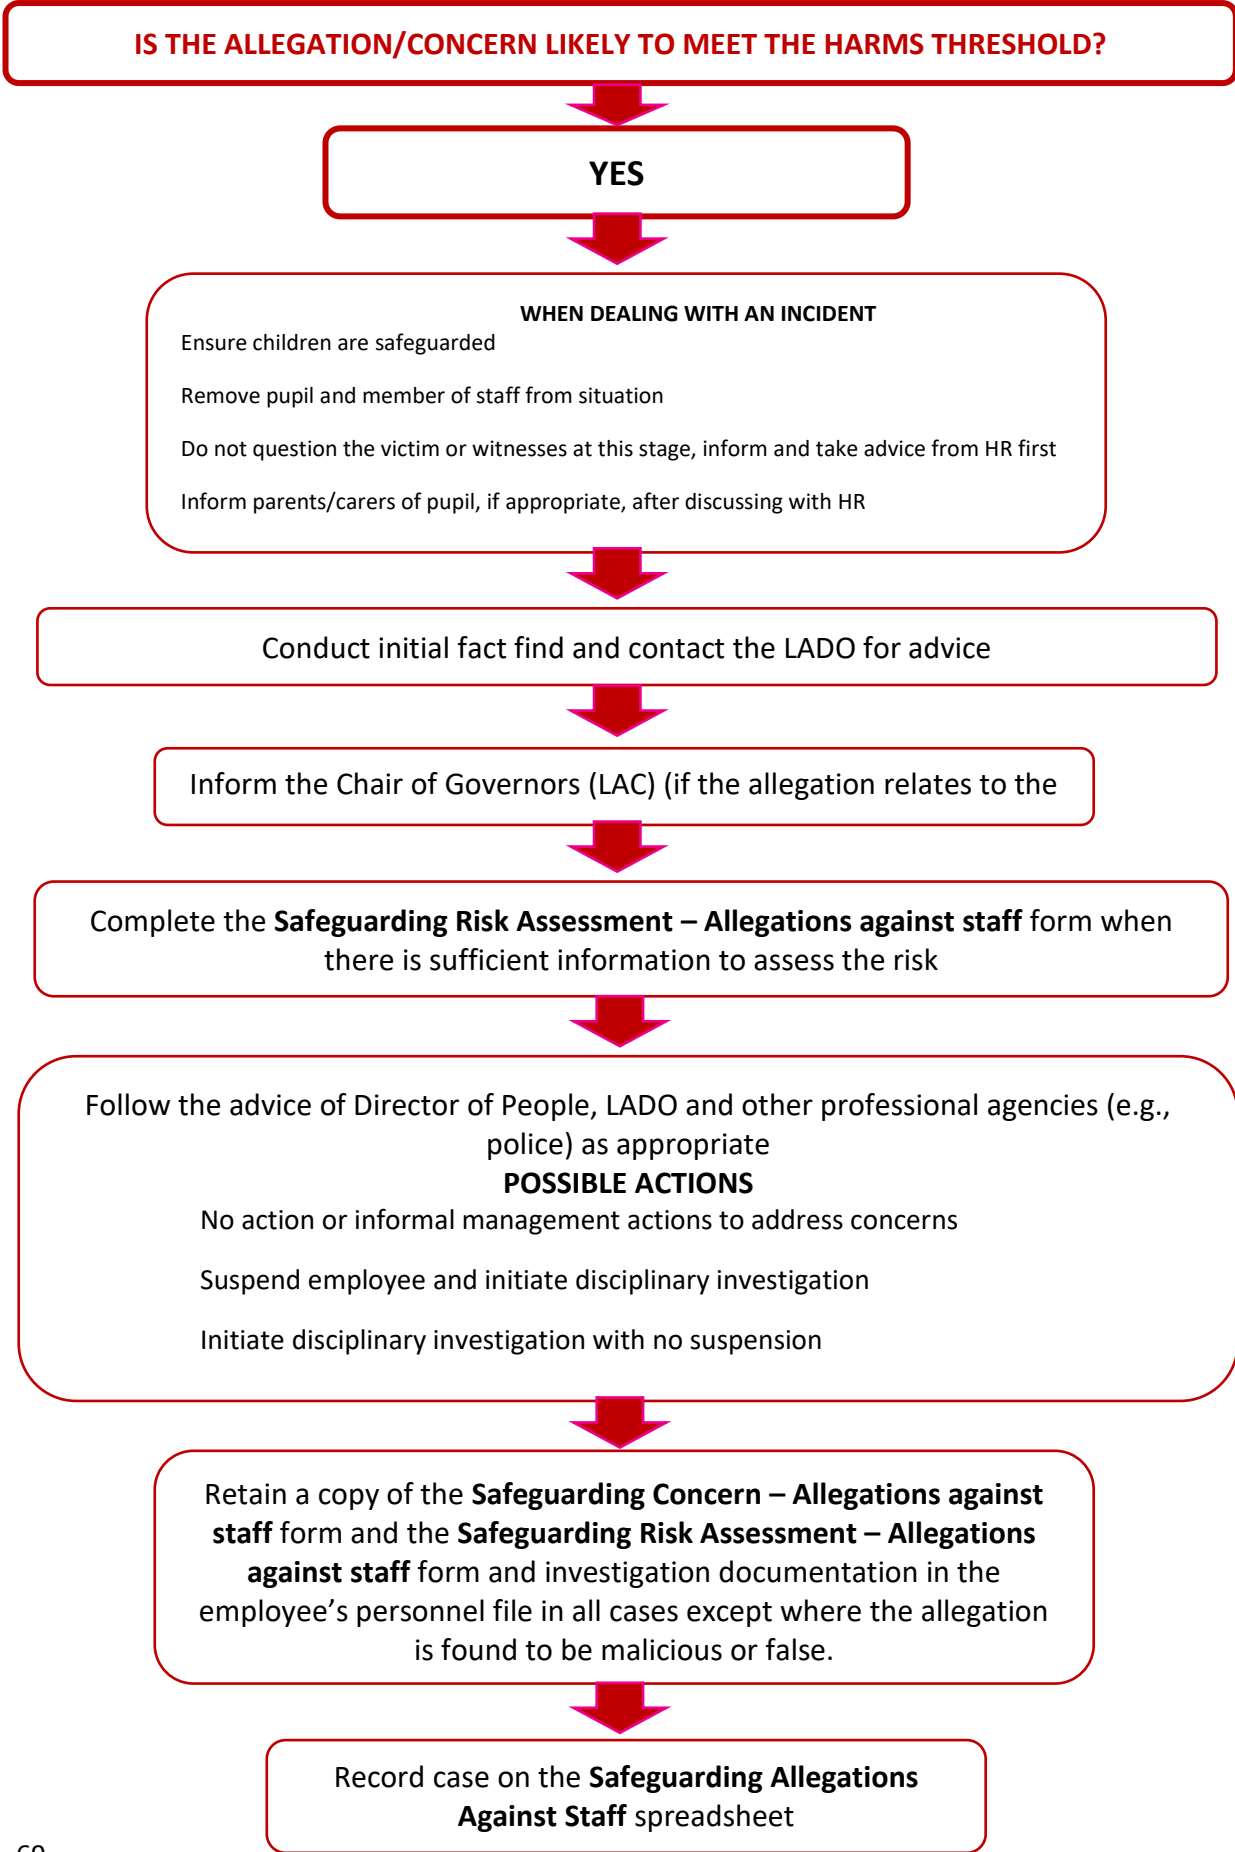 IS THE ALLEGATION/CONCERN LIKELY TO MEET THE HARMS THRESHOLD?
YES
WHEN DEALING WITH AN INCIDENT
Ensure children are safeguarded
Remove pupil and member of staff from situation
Do not question the victim or witnesses at this stage, inform and take advice from HR first
Inform parents/carers of pupil, if appropriate, after discussing with HR
Conduct initial fact find and contact the LADO for advice
Inform the Chair of Governors (LAC) (if the allegation relates to the
Complete the Safeguarding Risk Assessment – Allegations against staff form when
there is sufficient information to assess the risk
Follow the advice of Director of People, LADO and other professional agencies (e.g.,
police) as appropriate
POSSIBLE ACTIONS
No action or informal management actions to address concerns
Suspend employee and initiate disciplinary investigation
Initiate disciplinary investigation with no suspension
Retain a copy of the Safeguarding Concern – Allegations against
staff form and the Safeguarding Risk Assessment – Allegations
against staff form and investigation documentation in the
employee’s personnel file in all cases except where the allegation
is found to be malicious or false.
Record case on the Safeguarding Allegations
Against Staff spreadsheet